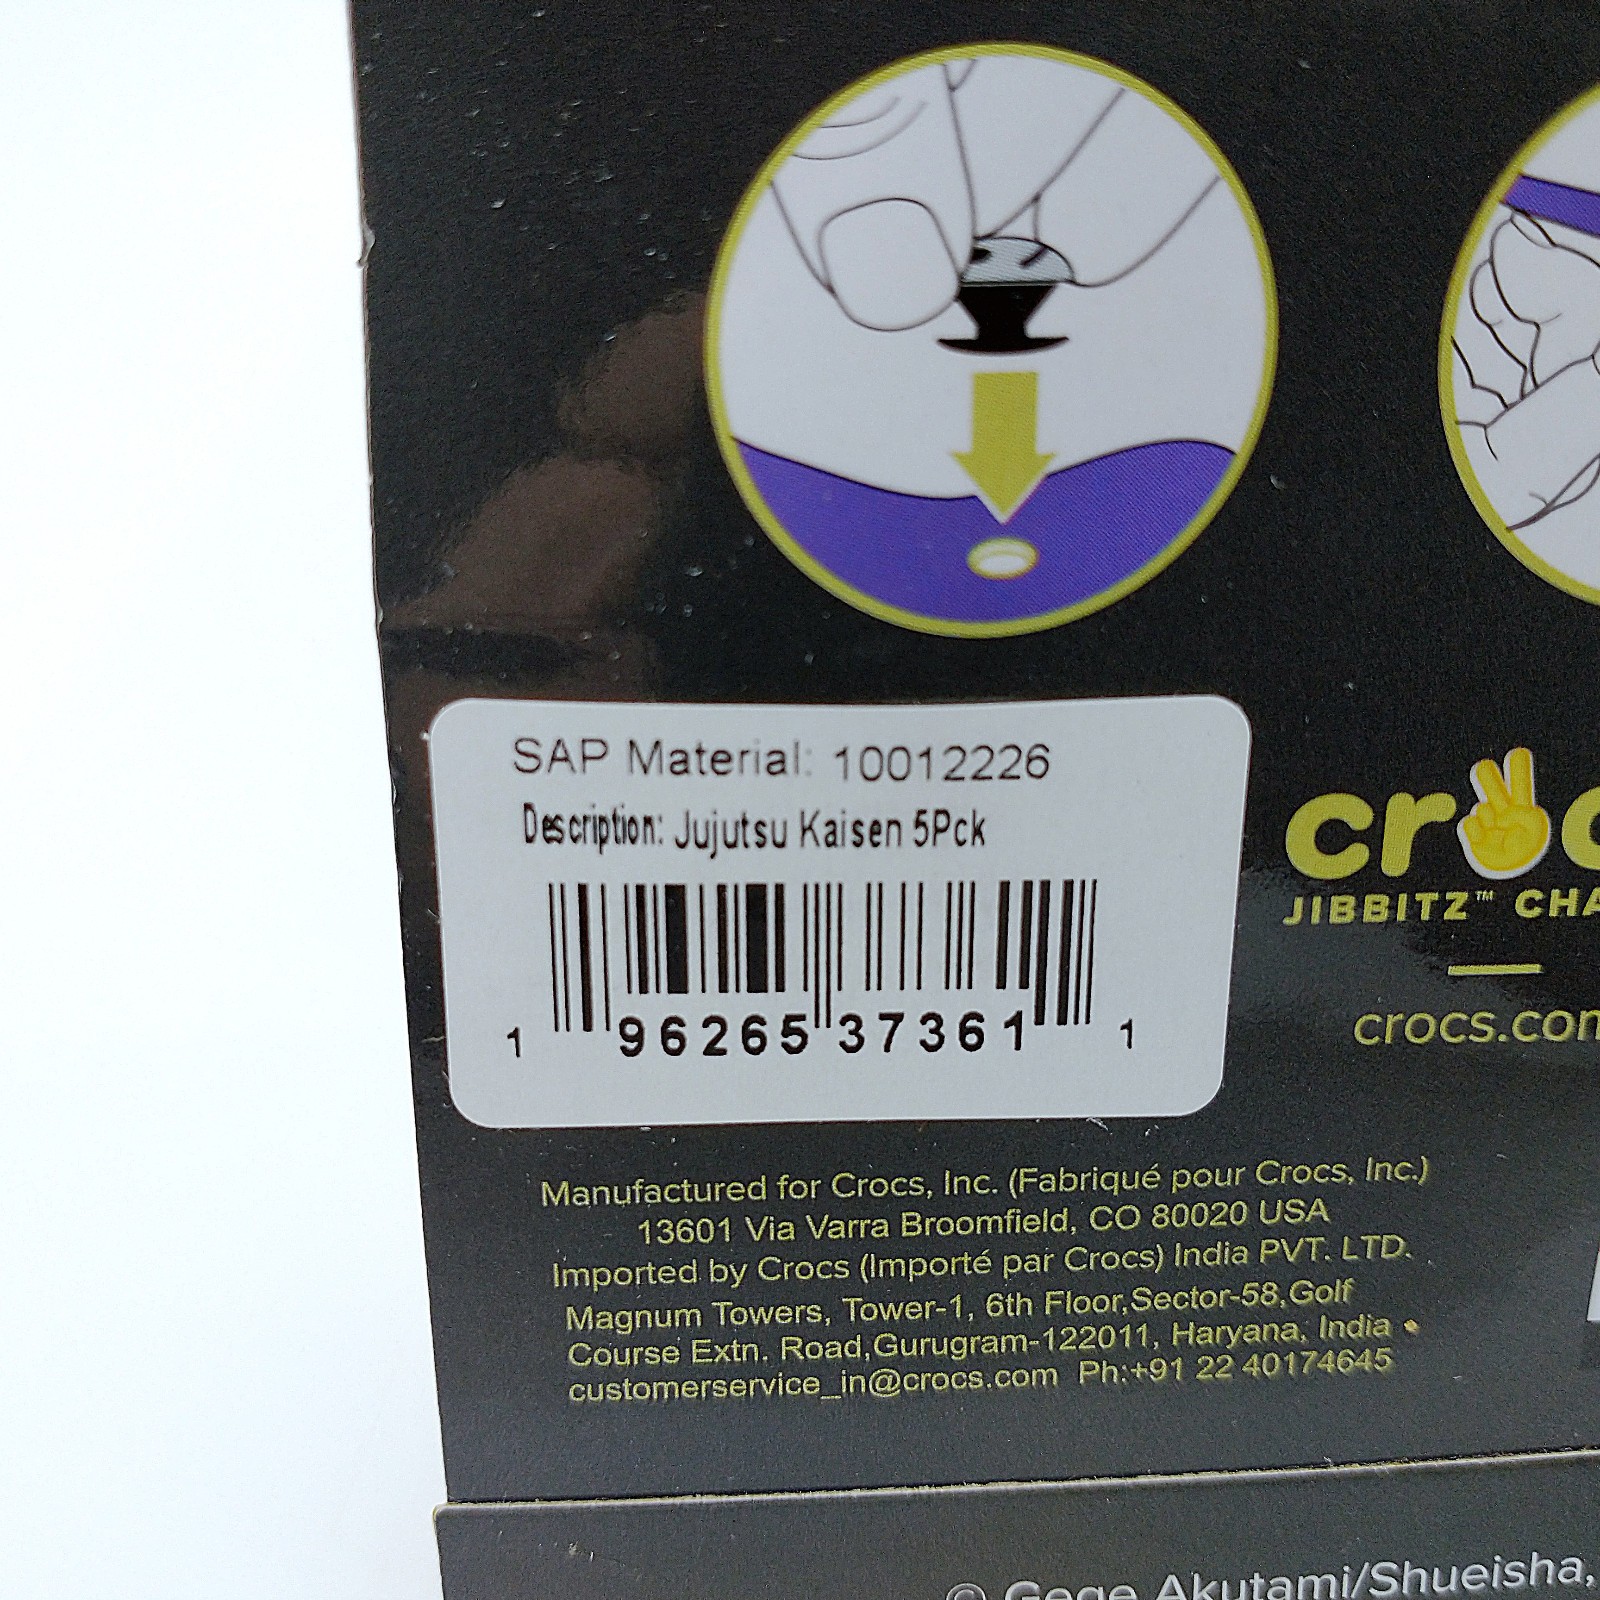 SAP Material: 10012226
Description: Jujutsu Kaisen 5Pck
1 96265 37361 1
cr
JIBBITZ™
crocs.com
Manufactured for Crocs, Inc. (Fabriqué pour Crocs, Inc.)
13601 Via Varra Broomfield, CO 80020 USA
Imported by Crocs (Importé par Crocs) India PVT. LTD.
Magnum Towers, Tower-1, 6th Floor,Sector-58,Golf
Course Extn. Road,Gurugram-122011, Haryana, India •
customerservice_in@crocs.com Ph:+91 22 40174645
© Gege Akutami/Shueisha,